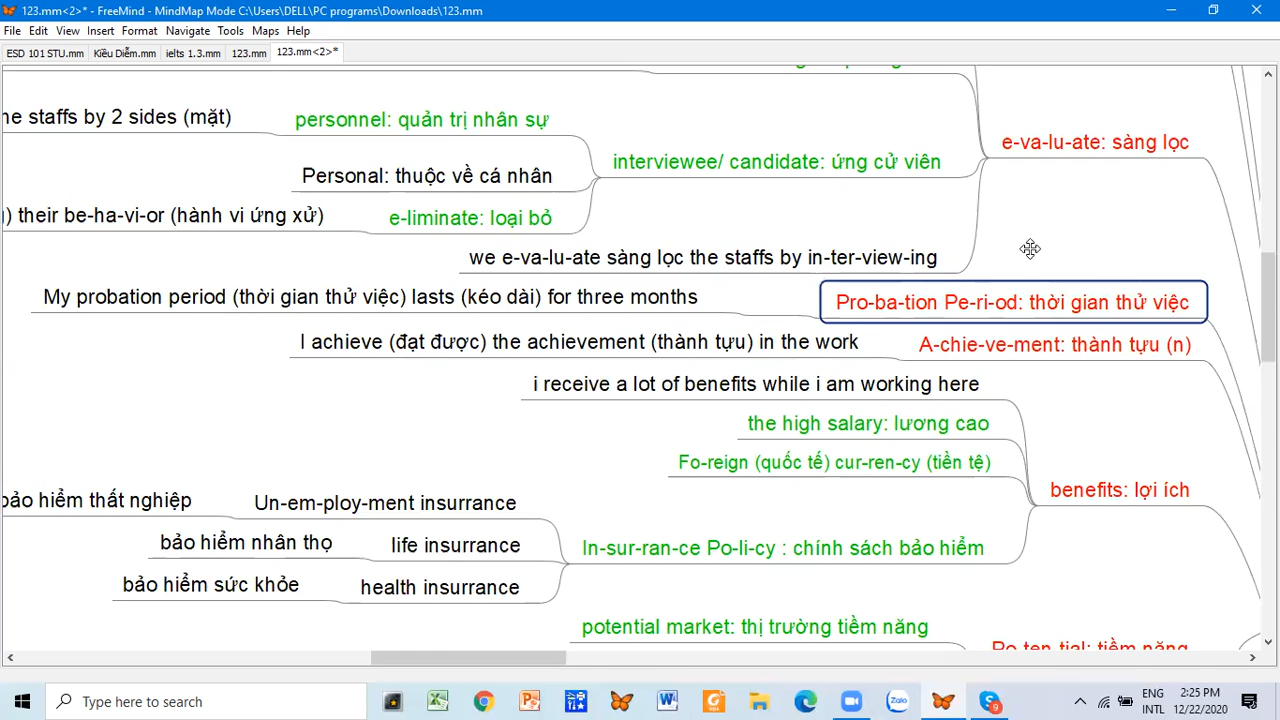 123.mm<2>* - FreeMind - MindMap Mode C:\Users\DELL\PC programs\Downloads\123.mm
File Edit View Insert Format Navigate Tools Maps Help
ESD 101 STU.mm Kiều Diễm.mm ielts 1.3.mm 123.mm 123.mm<2>*
e-va-lu-ate: sàng lọc
he staffs by 2 sides (mặt) personnel: quản trị nhân sự
interviewee/ candidate: ứng cử viên
Personal: thuộc về cá nhân
) their be-ha-vi-or (hành vi ứng xử) e-liminate: loại bỏ
we e-va-lu-ate sàng lọc the staffs by in-ter-view-ing
My probation period (thời gian thử việc) lasts (kéo dài) for three months Pro-ba-tion Pe-ri-od: thời gian thử việc
I achieve (đạt được) the achievement (thành tựu) in the work A-chie-ve-ment: thành tựu (n)
i receive a lot of benefits while i am working here
the high salary: lương cao
Fo-reign (quốc tế) cur-ren-cy (tiền tệ)
benefits: lợi ích
bảo hiểm thất nghiệp Un-em-ploy-ment insurrance
bảo hiểm nhân thọ life insurrance In-sur-ran-ce Po-li-cy : chính sách bảo hiểm
bảo hiểm sức khỏe health insurrance
potential market: thị trường tiềm năng
Po-ten-tial: tiềm năng
Type here to search
Zalo
9
ENG
INTL
2:25 PM
12/22/2020